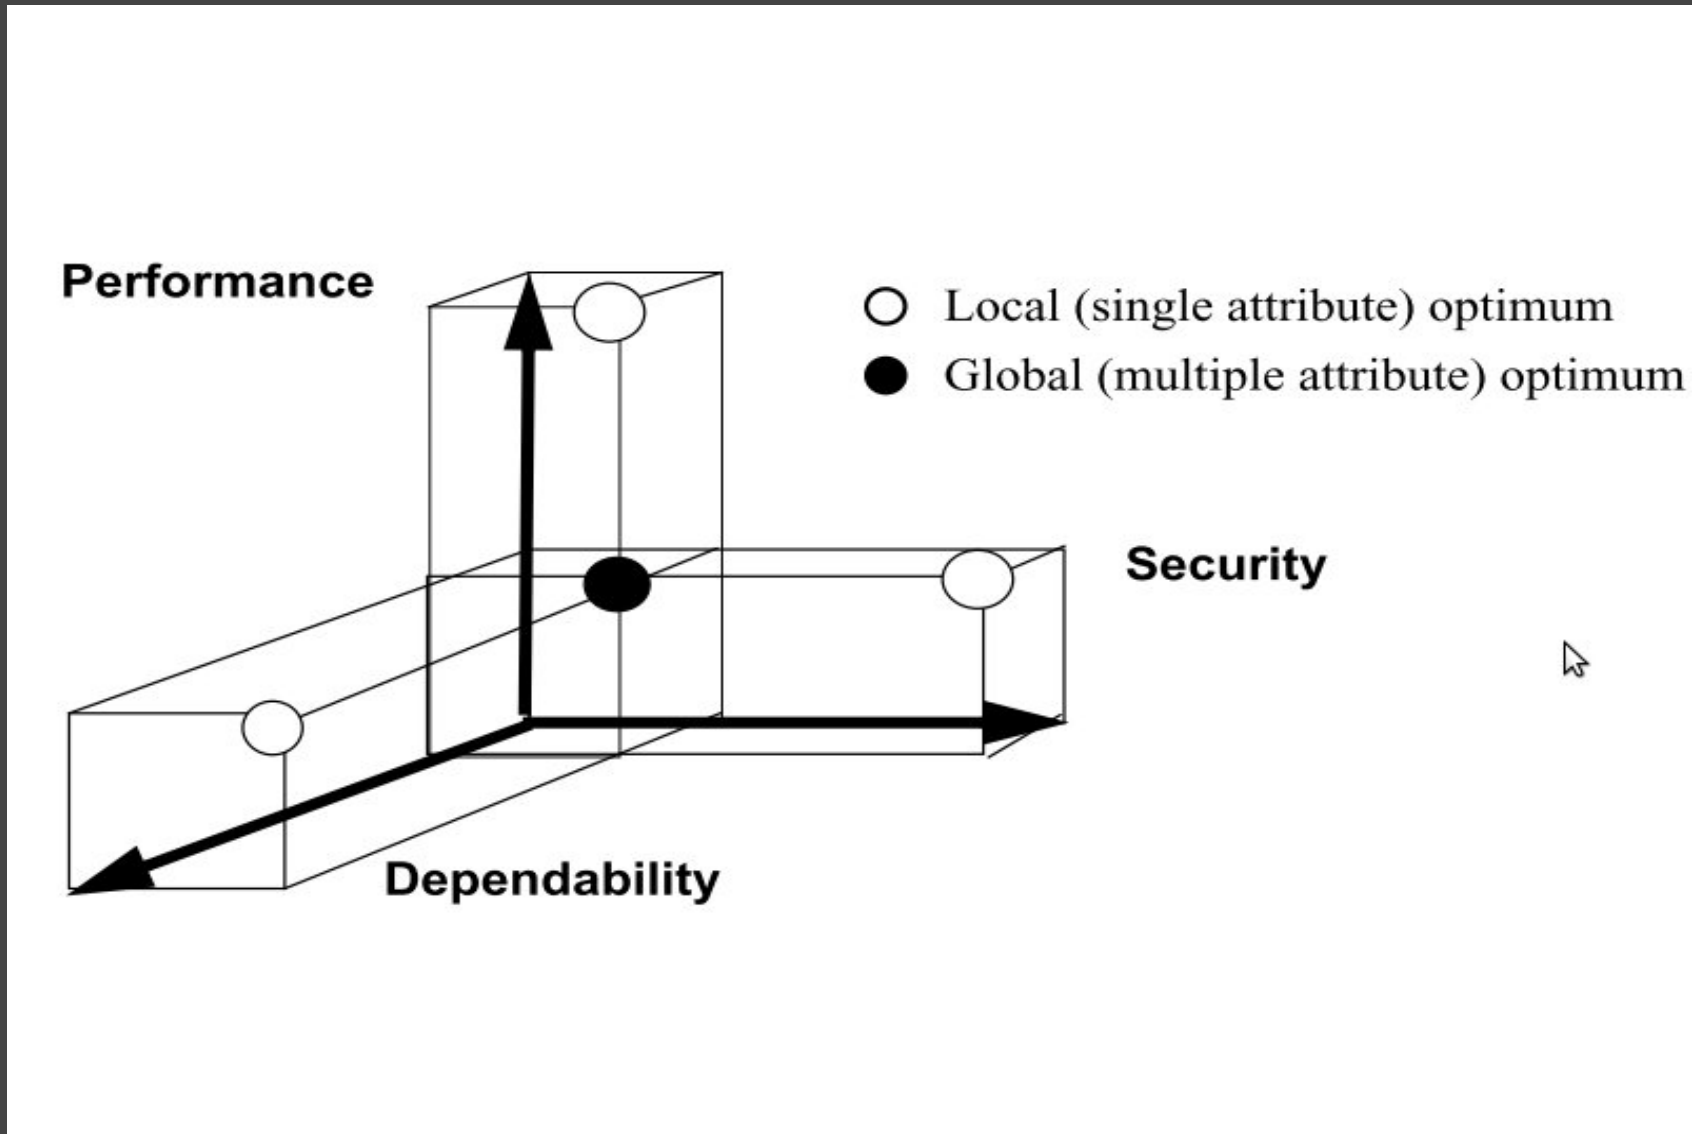 Performance
Local (single attribute) optimum
Global (multiple attribute) optimum
Security
Dependability